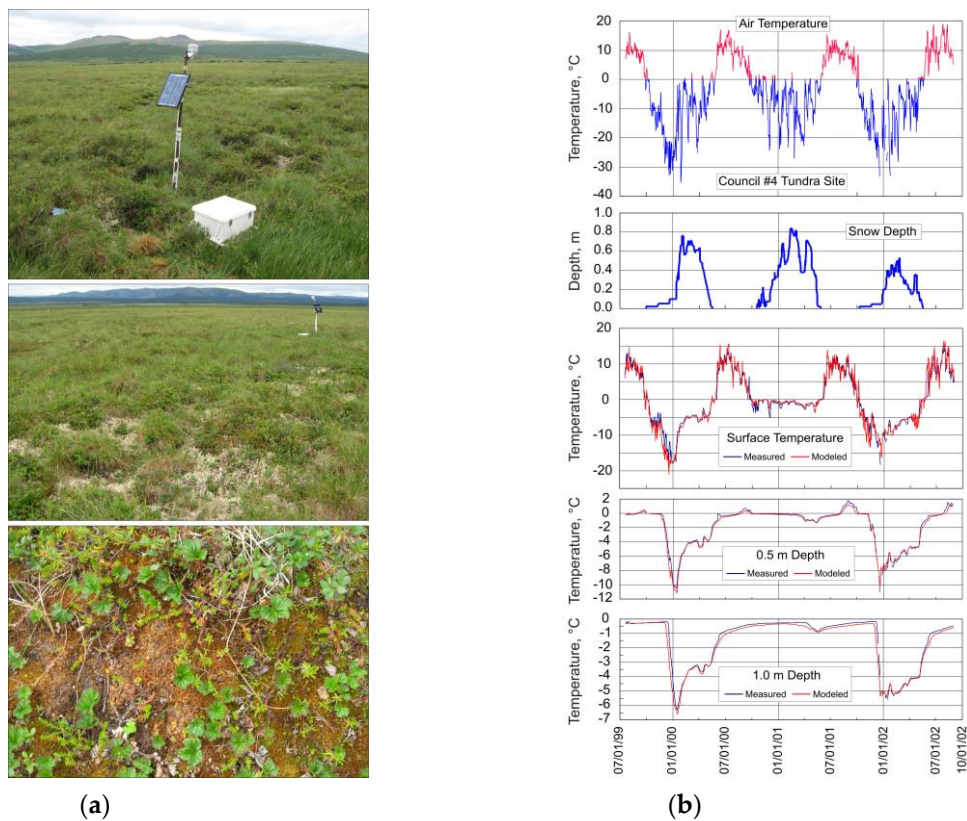 20
Air Temperature
10
0
-10
-20
-30
-40
Temperature, °C
Council #4 Tundra Site
1.0
0.8
0.6
0.4
0.2
0.0
Depth, m
Snow Depth
20
10
0
-10
-20
Temperature, °C
Surface Temperature
Measured Modeled
2
0
-2
-4
-6
-8
-10
-12
Temperature, °C
0.5 m Depth
Measured Modeled
0
-1
-2
-3
-4
-5
-6
-7
Temperature, °C
1.0 m Depth
Measured Modeled
07/01/99
01/01/00
07/01/00
01/01/01
07/01/01
01/01/02
07/01/02
10/01/02
(a)
(b)